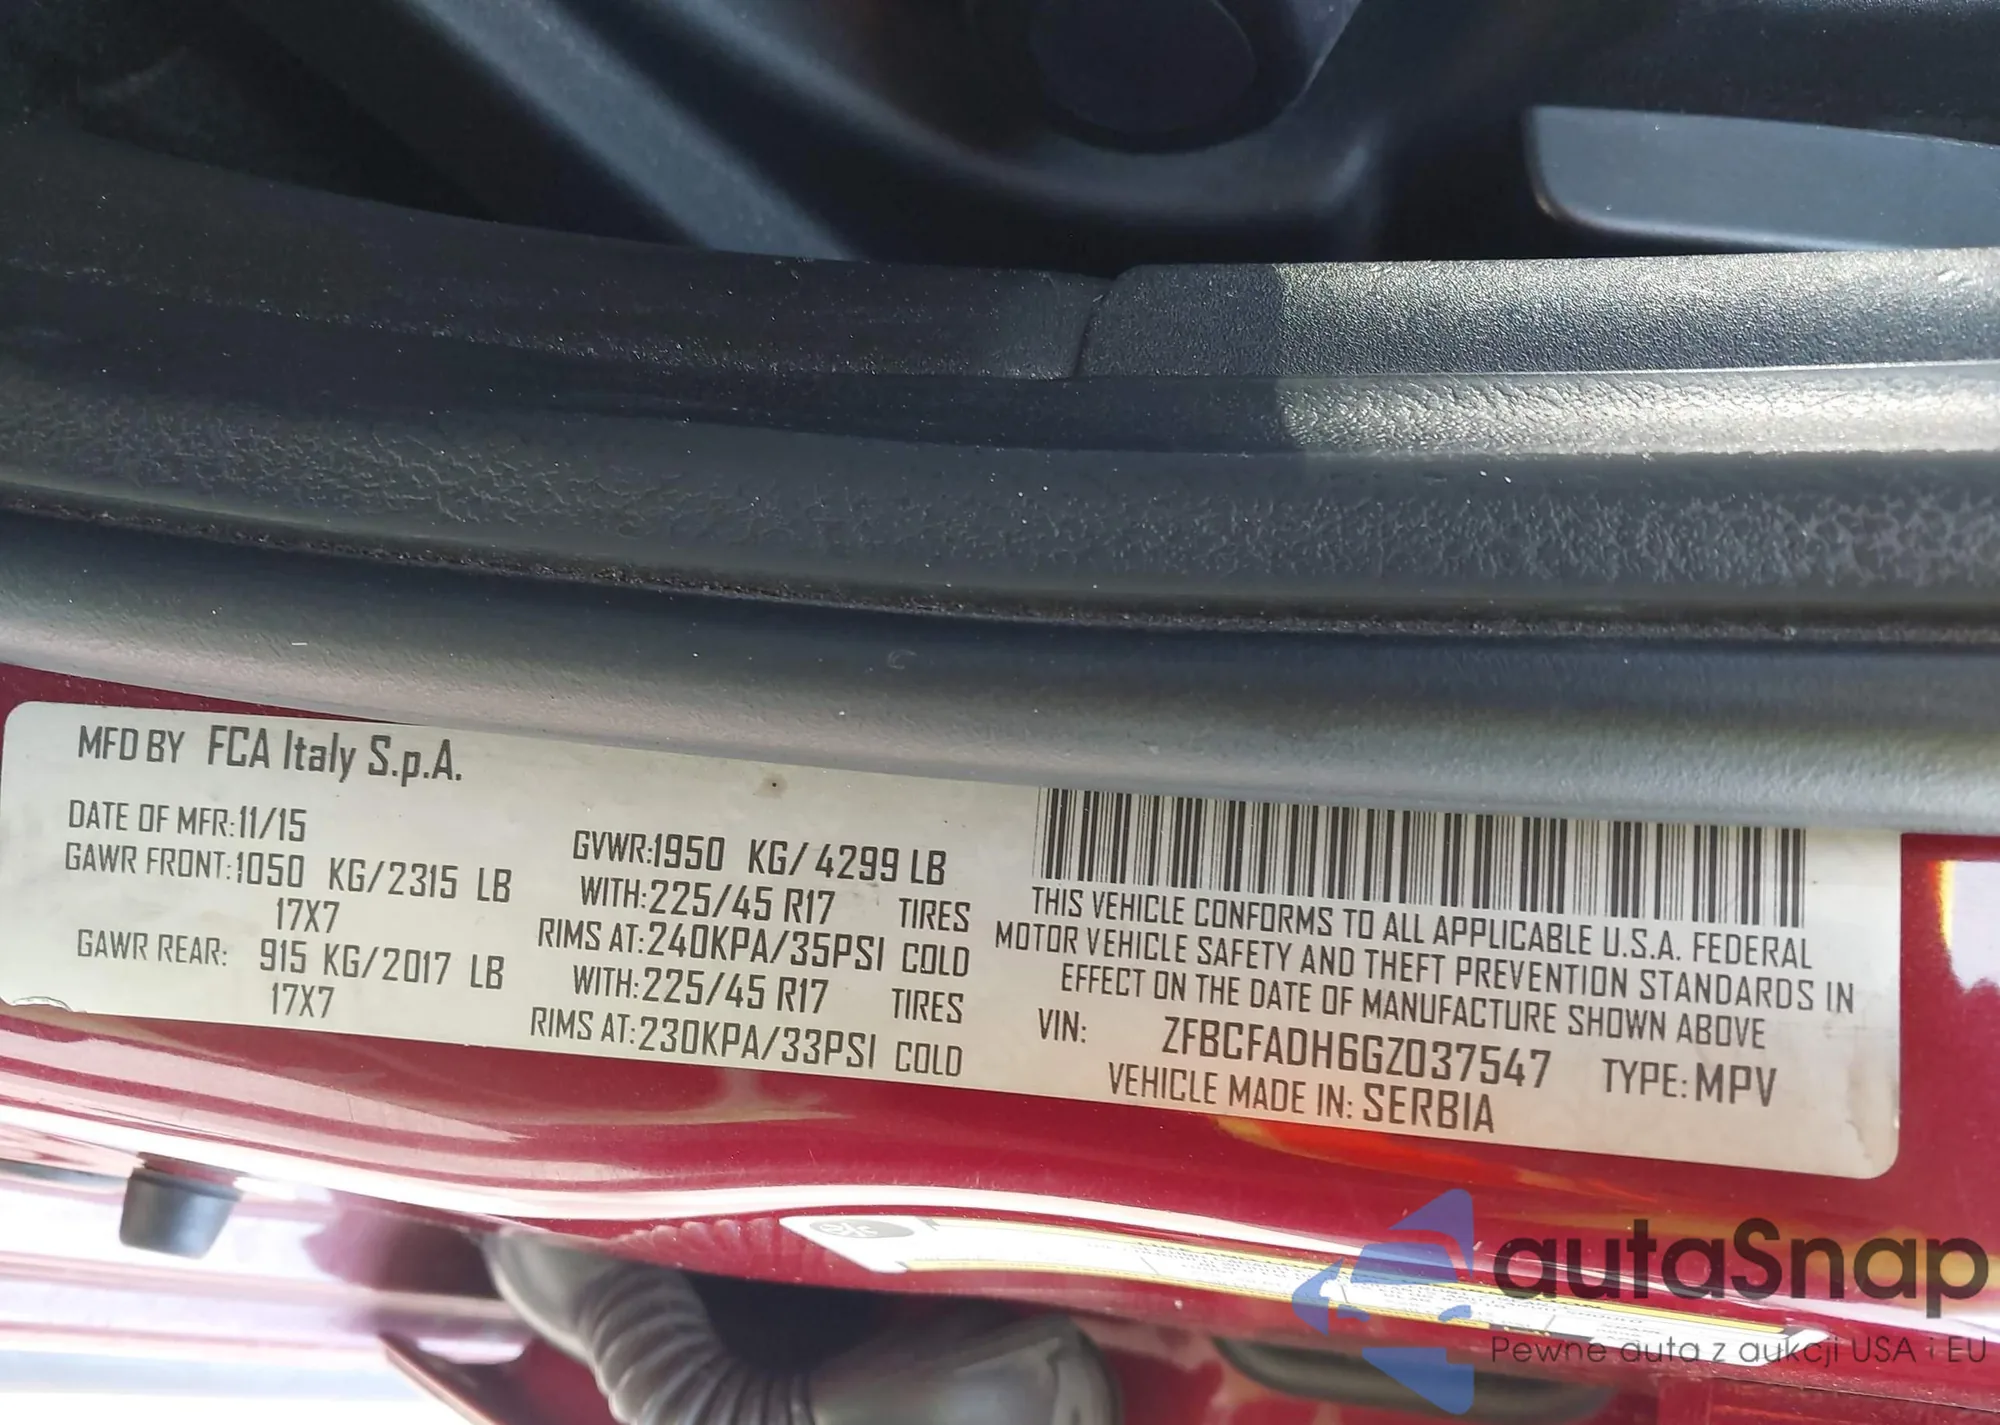 MFD BY FCA Italy S.p.A.
DATE OF MFR:11/15
GAWR FRONT:1050 KG/2315 LB
17X7
GAWR REAR: 915 KG/2017 LB
17X7
GVWR:1950 KG/ 4299 LB
WITH:225/45 R17 TIRES
RIMS AT:240KPA/35PSI COLD
WITH:225/45 R17 TIRES
RIMS AT:230KPA/33PSI COLD
THIS VEHICLE CONFORMS TO ALL APPLICABLE U.S.A. FEDERAL
MOTOR VEHICLE SAFETY AND THEFT PREVENTION STANDARDS IN
EFFECT ON THE DATE OF MANUFACTURE SHOWN ABOVE
VIN: ZFBCFADH6GZ037547 TYPE: MPV
VEHICLE MADE IN: SERBIA
autaSnap
Pewne auta z aukcji USA i EU